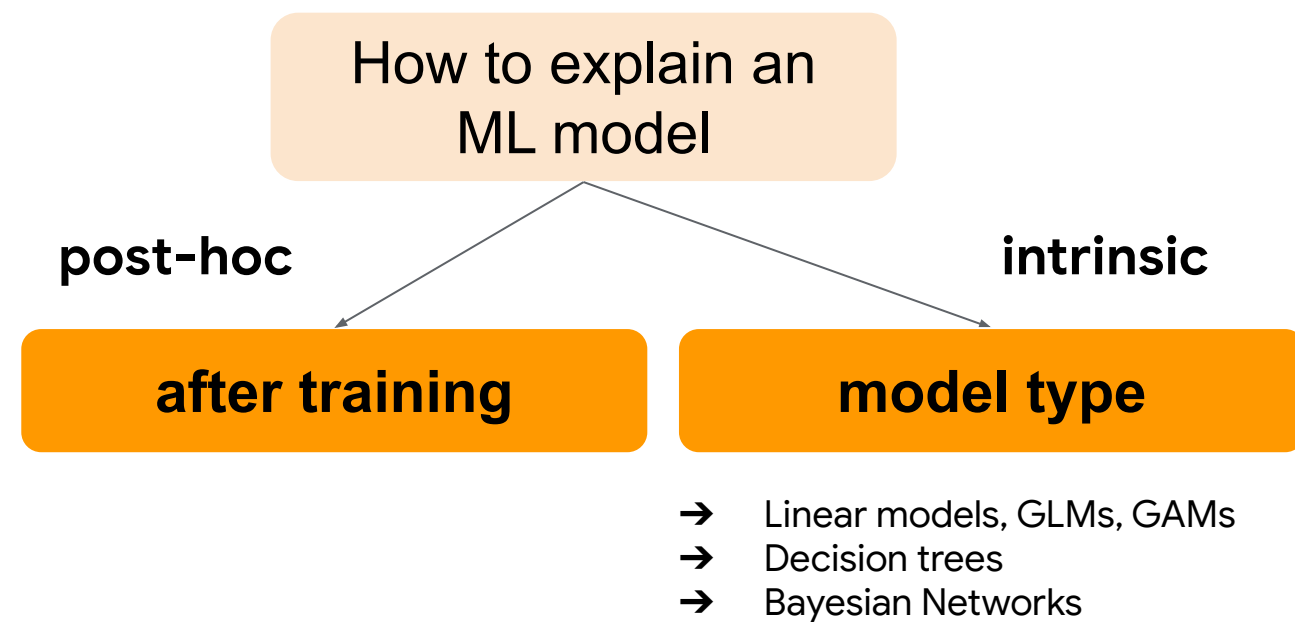 How to explain an
ML model
post-hoc
intrinsic
after training
model type
➔ Linear models, GLMs, GAMs
➔ Decision trees
➔ Bayesian Networks